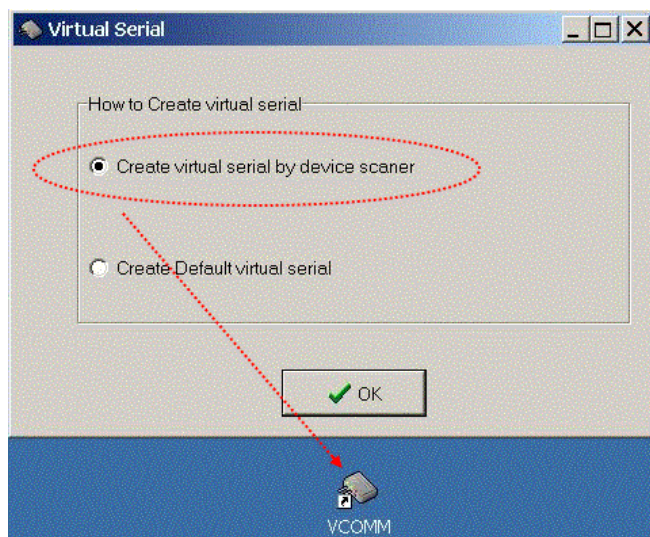 Virtual Serial
How to Create virtual serial
Create virtual serial by device scaner
Create Default virtual serial
OK
VCOMM